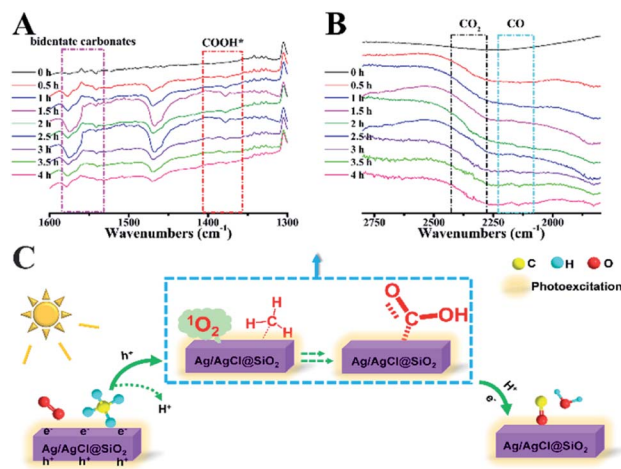 A
bidentate carbonates
COOH*
0 h
0.5 h
1 h
1.5 h
2 h
2.5 h
3 h
3.5 h
4 h
1600 1500 1400 1300
Wavenumbers (cm⁻¹)
B
CO₂ CO
0 h
0.5 h
1 h
1.5 h
2 h
2.5 h
3 h
3.5 h
4 h
2750 2500 2250 2000
Wavenumbers (cm⁻¹)
C
C H O
Photoexcitation
¹O₂
H
C H
H
Ag/AgCl@SiO₂
O
C OH
Ag/AgCl@SiO₂
h⁺
H⁺
e⁻ e⁻ e⁻
Ag/AgCl@SiO₂
h⁺ h⁺ h⁺
H⁺
e⁻
Ag/AgCl@SiO₂